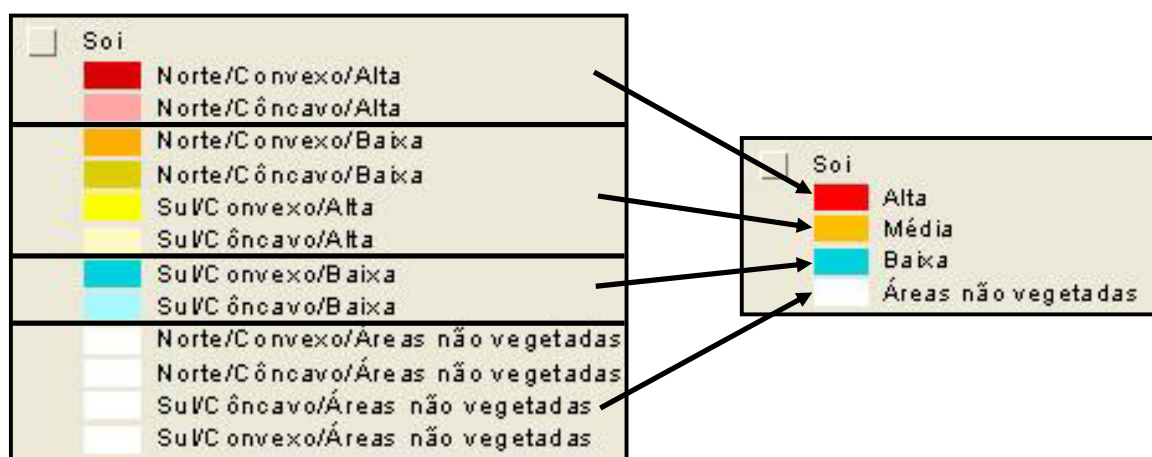 Soi
Norte/Convexo/Alta
Norte/Côncavo/Alta
Norte/Convexo/Baixa
Norte/Côncavo/Baixa
Sul/Convexo/Alta
Sul/Côncavo/Alta
Sul/Convexo/Baixa
Sul/Côncavo/Baixa
Norte/Convexo/Áreas não vegetadas
Norte/Côncavo/Áreas não vegetadas
Sul/Côncavo/Áreas não vegetadas
Sul/Convexo/Áreas não vegetadas
Soi
Alta
Média
Baixa
Áreas não vegetadas